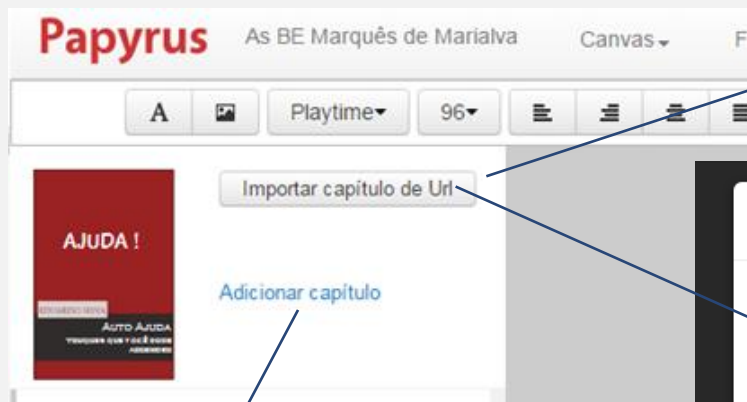 Papyrus As BE Marquês de Marialva Canvas F
A Playtime 96
Importar capítulo de Url
AJUDA !
Adicionar capítulo
AUTO AJUDA